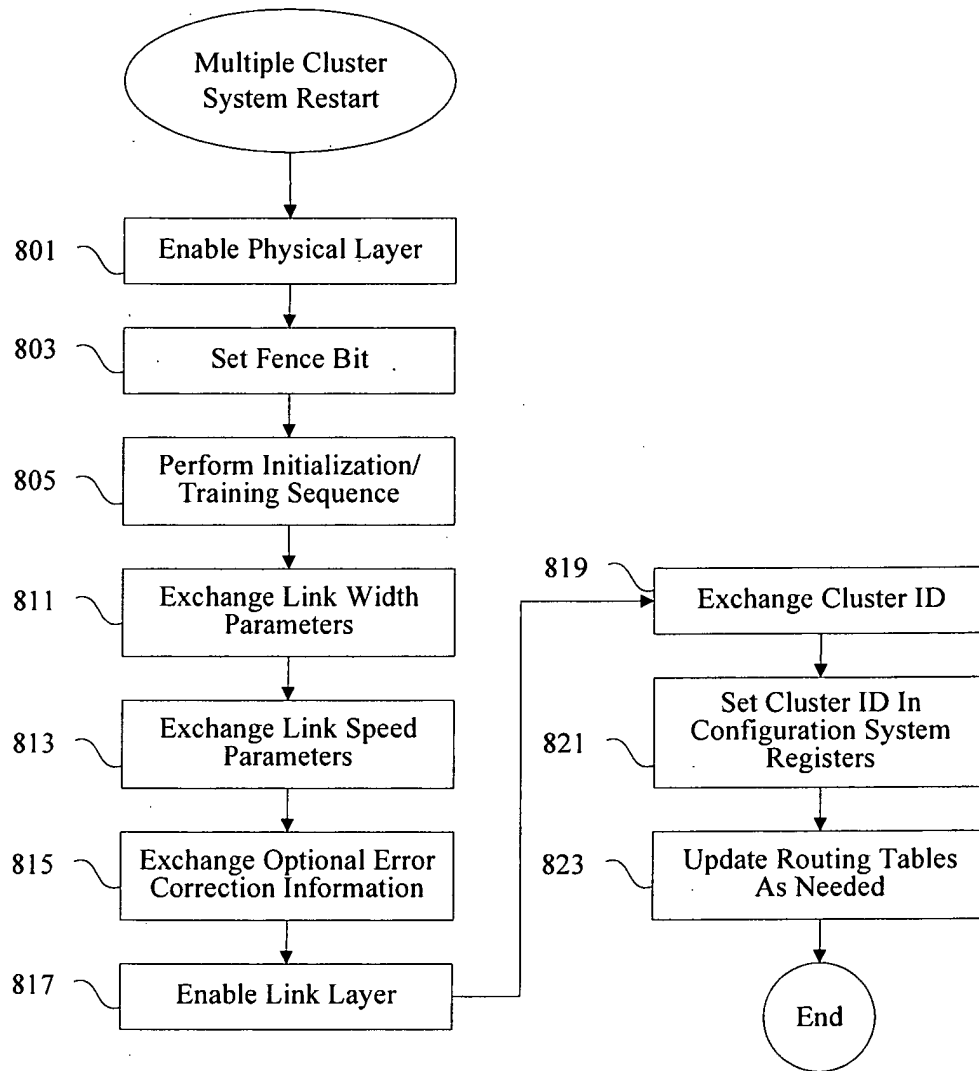 Multiple Cluster
System Restart
801
Enable Physical Layer
803
Set Fence Bit
805
Perform Initialization/
Training Sequence
811
Exchange Link Width
Parameters
813
Exchange Link Speed
Parameters
815
Exchange Optional Error
Correction Information
817
Enable Link Layer
819
Exchange Cluster ID
821
Set Cluster ID In
Configuration System
Registers
823
Update Routing Tables
As Needed
End